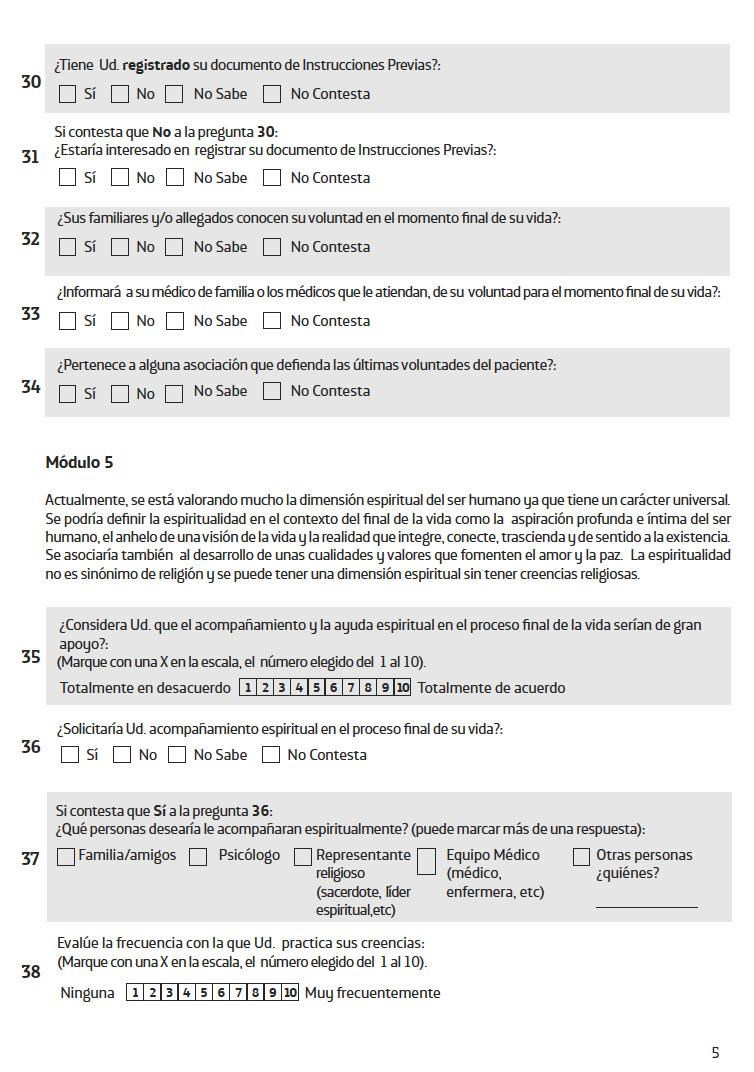 30
¿Tiene Ud. registrado su documento de Instrucciones Previas?:
Sí No No Sabe No Contesta
Si contesta que No a la pregunta 30:
31
¿Estaría interesado en registrar su documento de Instrucciones Previas?:
Sí No No Sabe No Contesta
32
¿Sus familiares y/o allegados conocen su voluntad en el momento final de su vida?:
Sí No No Sabe No Contesta
33
¿Informará a su médico de familia o los médicos que le atiendan, de su voluntad para el momento final de su vida?:
Sí No No Sabe No Contesta
34
¿Pertenece a alguna asociación que defienda las últimas voluntades del paciente?:
Sí No No Sabe No Contesta
Módulo 5
Actualmente, se está valorando mucho la dimensión espiritual del ser humano ya que tiene un carácter universal.
Se podría definir la espiritualidad en el contexto del final de la vida como la aspiración profunda e íntima del ser
humano, el anhelo de una visión de la vida y la realidad que integre, conecte, trascienda y de sentido a la existencia.
Se asociaría también al desarrollo de unas cualidades y valores que fomenten el amor y la paz. La espiritualidad
no es sinónimo de religión y se puede tener una dimensión espiritual sin tener creencias religiosas.
35
¿Considera Ud. que el acompañamiento y la ayuda espiritual en el proceso final de la vida serían de gran
apoyo?:
(Marque con una X en la escala, el número elegido del 1 al 10).
Totalmente en desacuerdo 1 2 3 4 5 6 7 8 9 10 Totalmente de acuerdo
36
¿Solicitaría Ud. acompañamiento espiritual en el proceso final de su vida?:
Sí No No Sabe No Contesta
37
Si contesta que Sí a la pregunta 36:
¿Qué personas desearía le acompañaran espiritualmente? (puede marcar más de una respuesta):
Familia/amigos Psicólogo Representante Equipo Médico Otras personas
religioso (médico, ¿quiénes?
(sacerdote, líder enfermera, etc)
espiritual,etc)
38
Evalúe la frecuencia con la que Ud. practica sus creencias:
(Marque con una X en la escala, el número elegido del 1 al 10).
Ninguna 1 2 3 4 5 6 7 8 9 10 Muy frecuentemente
5